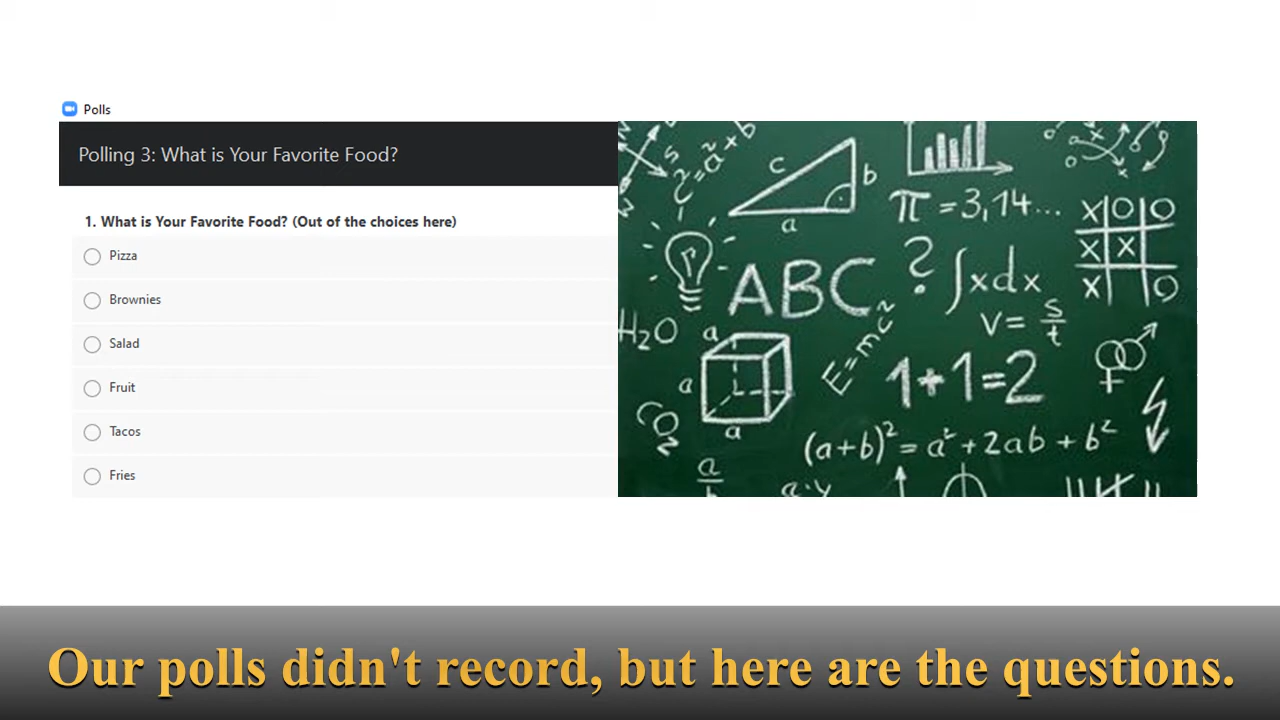 Polls
Polling 3: What is Your Favorite Food?
1. What is Your Favorite Food? (Out of the choices here)
Pizza
Brownies
Salad
Fruit
Tacos
Fries
c
b
a
π = 3,14...
X O O
X X
X O
ABC
?
∫xdx
v = s/t
H₂O
a
a
a
E=mc²
1+1=2
CO₂
(a+b)² = a² + 2ab + b²
Our polls didn't record, but here are the questions.